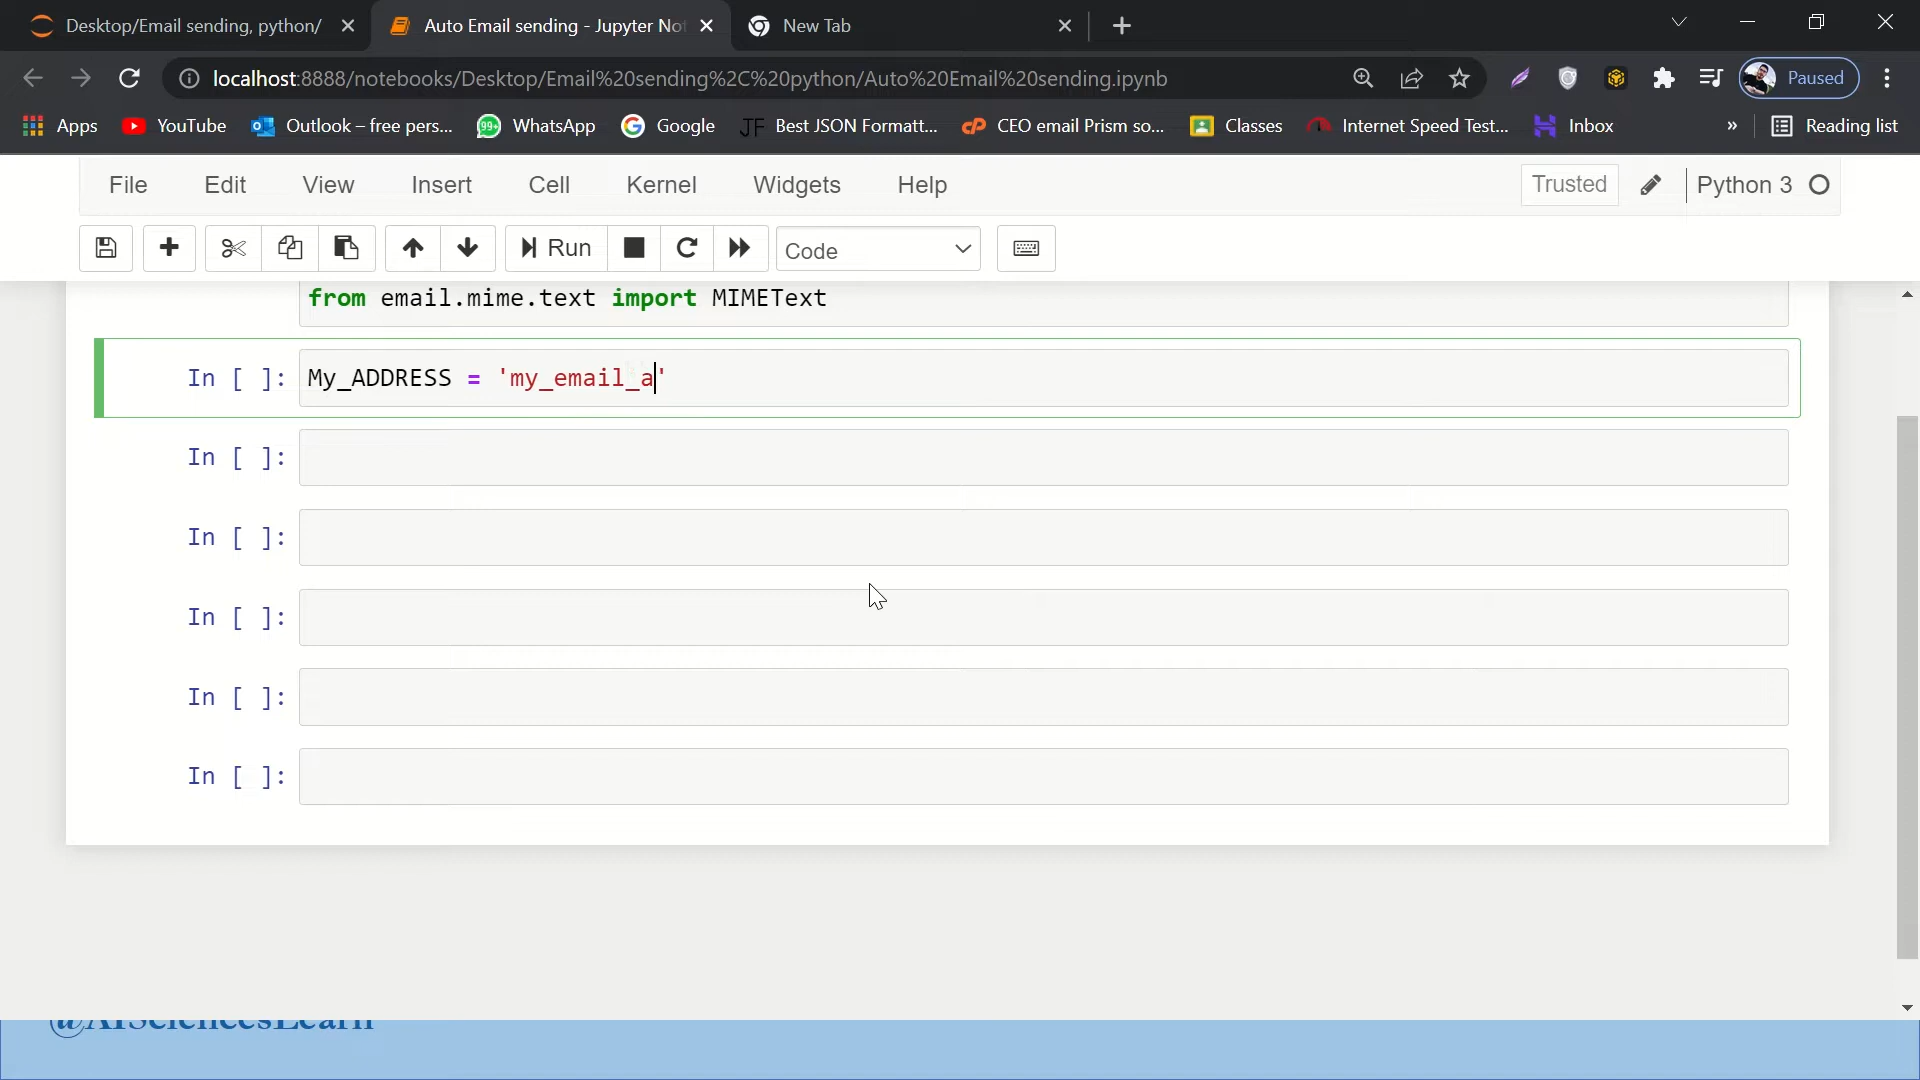 Desktop/Email sending, python/
Auto Email sending - Jupyter No
New Tab
localhost:8888/notebooks/Desktop/Email%20sending%2C%20python/Auto%20Email%20sending.ipynb
Paused
Apps
YouTube
Outlook – free pers...
99+
WhatsApp
Google
JF
Best JSON Formatt...
CEO email Prism so...
Classes
Internet Speed Test...
Inbox
»
Reading list
File
Edit
View
Insert
Cell
Kernel
Widgets
Help
Trusted
Python 3
Run
Code
from email.mime.text import MIMEText
In [ ]:
My_ADDRESS = 'my_email_a'
In [ ]:
In [ ]:
In [ ]:
In [ ]:
In [ ]:
@AISciencesLearn